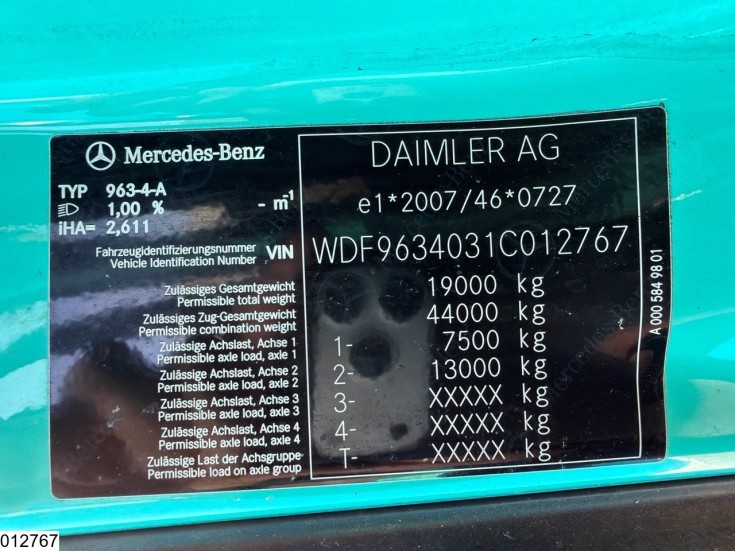 Mercedes-Benz
TYP 963-4-A
1,00 % - m⁻¹
iHA= 2,611
DAIMLER AG
e1*2007/46*0727
Fahrzeugidentifizierungsnummer
Vehicle Identification Number VIN WDF9634031C012767
Zulässiges Gesamtgewicht
Permissible total weight 19000 kg
Zulässiges Zug-Gesamtgewicht
Permissible combination weight 44000 kg
Zulässige Achslast, Achse 1
Permissible axle load, axle 1 1- 7500 kg
Zulässige Achslast, Achse 2
Permissible axle load, axle 2 2- 13000 kg
Zulässige Achslast, Achse 3
Permissible axle load, axle 3 3- XXXXX kg
Zulässige Achslast, Achse 4
Permissible axle load, axle 4 4- XXXXX kg
Zulässige Last der Achsgruppe
Permissible load on axle group T- XXXXX kg
A 000 584 98 01
012767